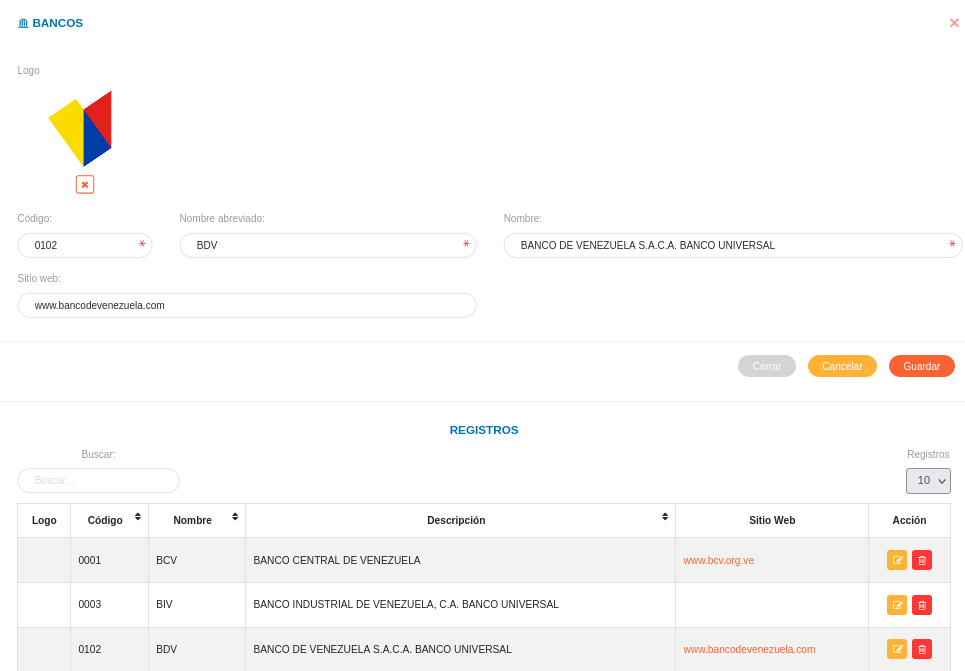 BANCOS
Logo
Código: Nombre abreviado: Nombre:
0102 * BDV * BANCO DE VENEZUELA S.A.C.A. BANCO UNIVERSAL *
Sitio web:
www.bancodevenezuela.com
Cerrar Cancelar Guardar
REGISTROS
Buscar: Registros
Buscar... 10
Logo Código Nombre Descripción Sitio Web Acción
0001 BCV BANCO CENTRAL DE VENEZUELA www.bcv.org.ve
0003 BIV BANCO INDUSTRIAL DE VENEZUELA, C.A. BANCO UNIVERSAL
0102 BDV BANCO DE VENEZUELA S.A.C.A. BANCO UNIVERSAL www.bancodevenezuela.com